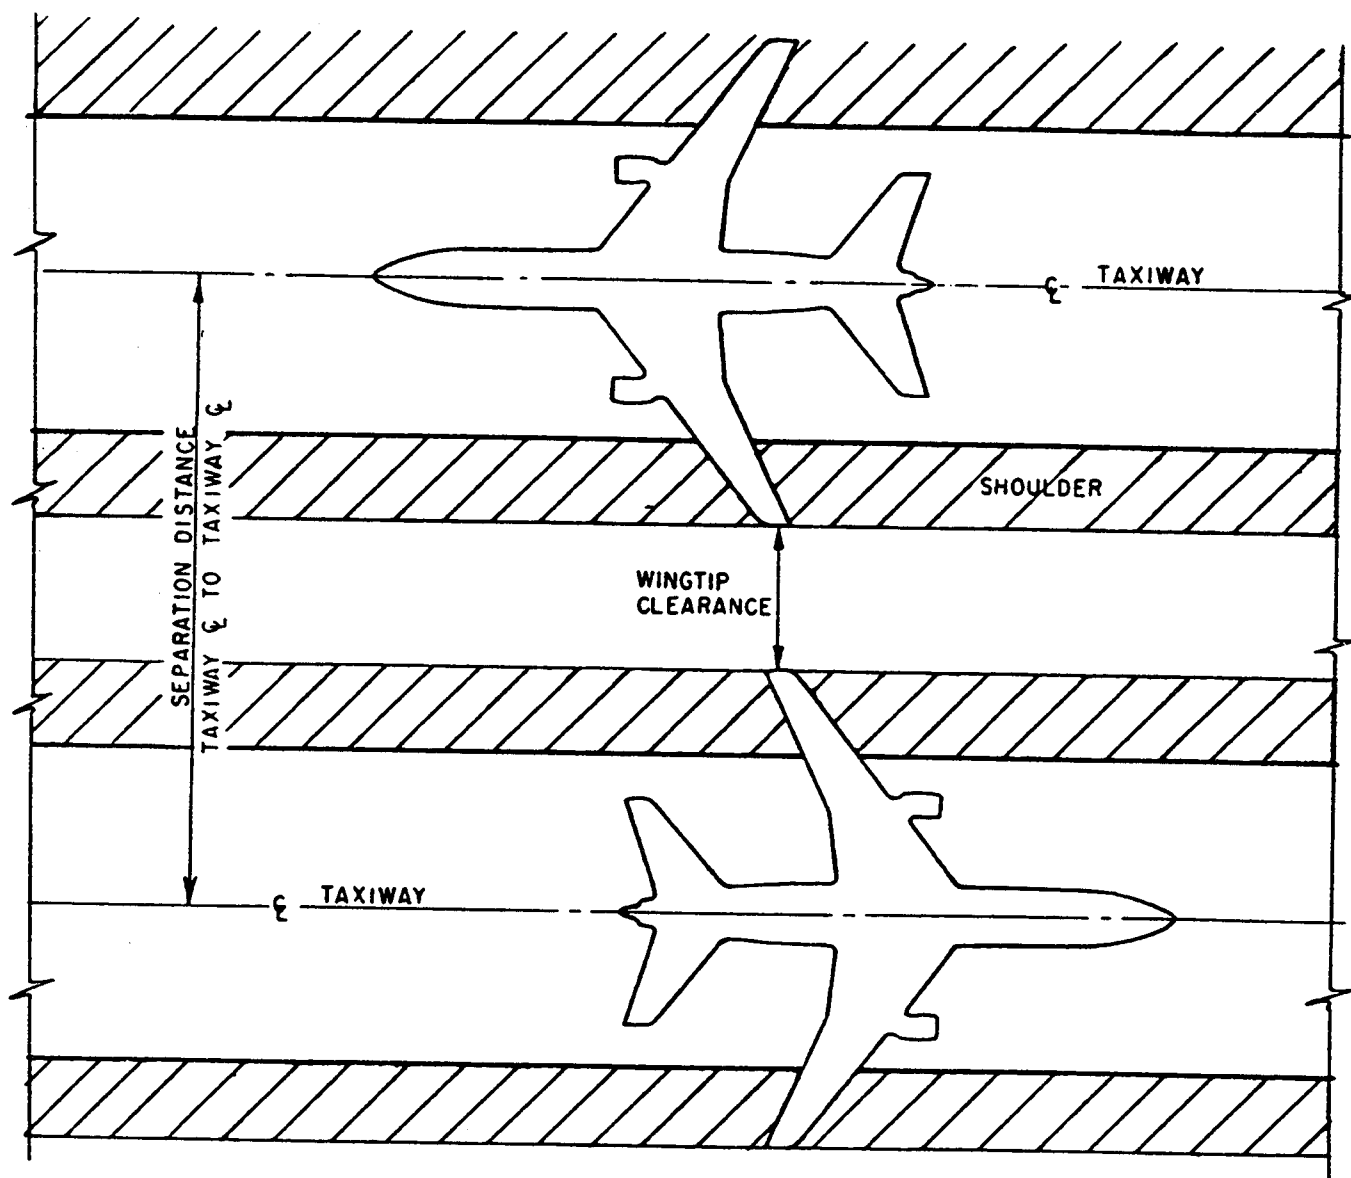 ℄ TAXIWAY
SEPARATION DISTANCE
TAXIWAY ℄ TO TAXIWAY ℄
SHOULDER
WINGTIP
CLEARANCE
℄ TAXIWAY